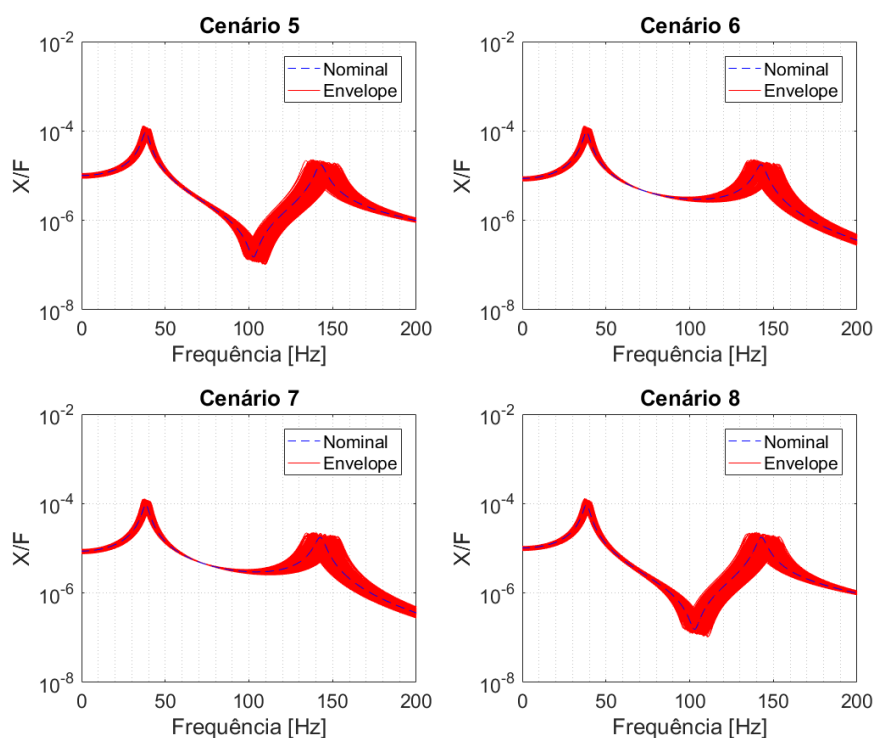 Cenário 5
10^-2
10^-4
10^-6
10^-8
X/F
0 50 100 150 200
Frequência [Hz]
Nominal
Envelope
Cenário 6
10^-2
10^-4
10^-6
10^-8
X/F
0 50 100 150 200
Frequência [Hz]
Nominal
Envelope
Cenário 7
10^-2
10^-4
10^-6
10^-8
X/F
0 50 100 150 200
Frequência [Hz]
Nominal
Envelope
Cenário 8
10^-2
10^-4
10^-6
10^-8
X/F
0 50 100 150 200
Frequência [Hz]
Nominal
Envelope